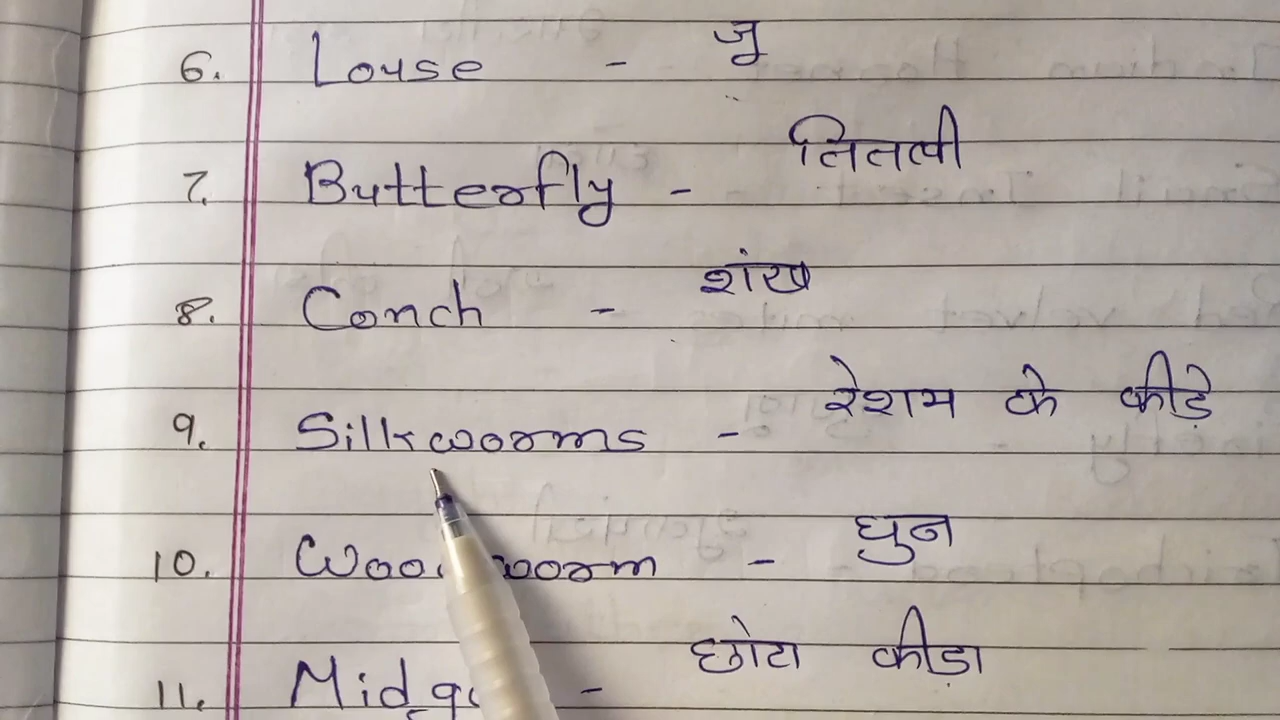 6. Louse - जू
7. Butterfly - तितली
8. Conch - शंख
9. Silkworms - रेशम के कीड़े
10. - घुन
11. - छोटा कीड़ा